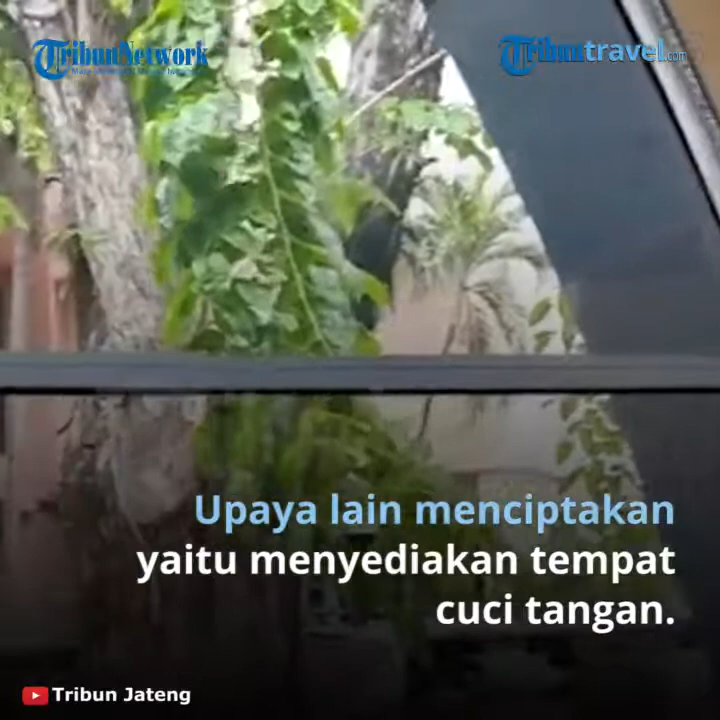 TribunNetwork
Tribuntravel.com
Upaya lain menciptakan
yaitu menyediakan tempat
cuci tangan.
Tribun Jateng